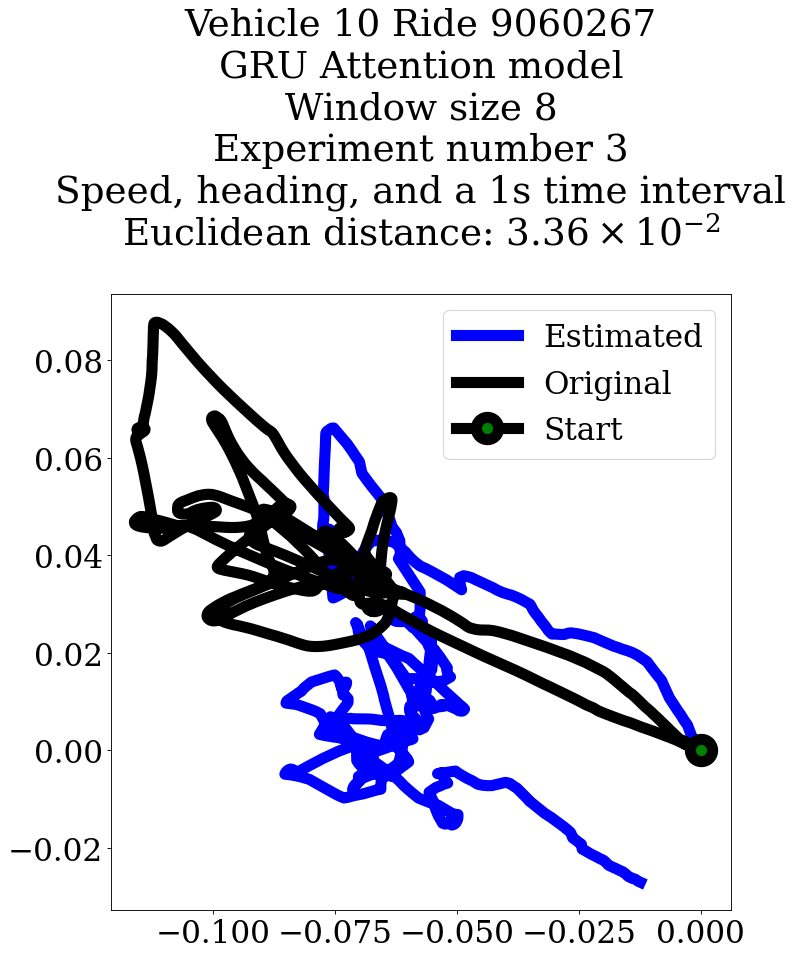 Vehicle 10 Ride 9060267
GRU Attention model
Window size 8
Experiment number 3
Speed, heading, and a 1s time interval
Euclidean distance: 3.36 × 10⁻²
Estimated
Original
Start
0.08
0.06
0.04
0.02
0.00
−0.02
−0.100 −0.075 −0.050 −0.025 0.000